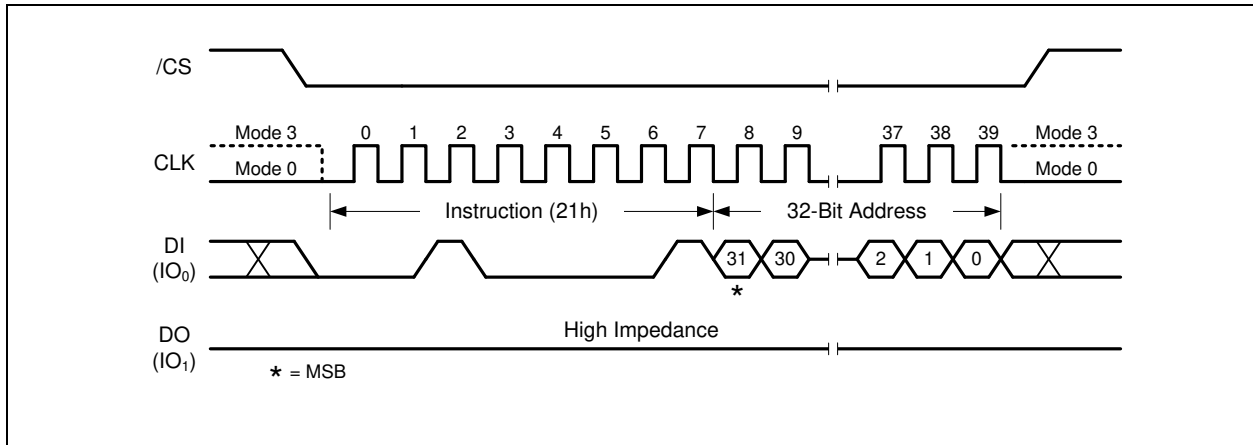 /CS
Mode 3 0 1 2 3 4 5 6 7 8 9 37 38 39 Mode 3
CLK
Mode 0 Mode 0
Instruction (21h) 32-Bit Address
DI
(IO₀)
31 30 2 1 0
*
High Impedance
DO
(IO₁)
* = MSB